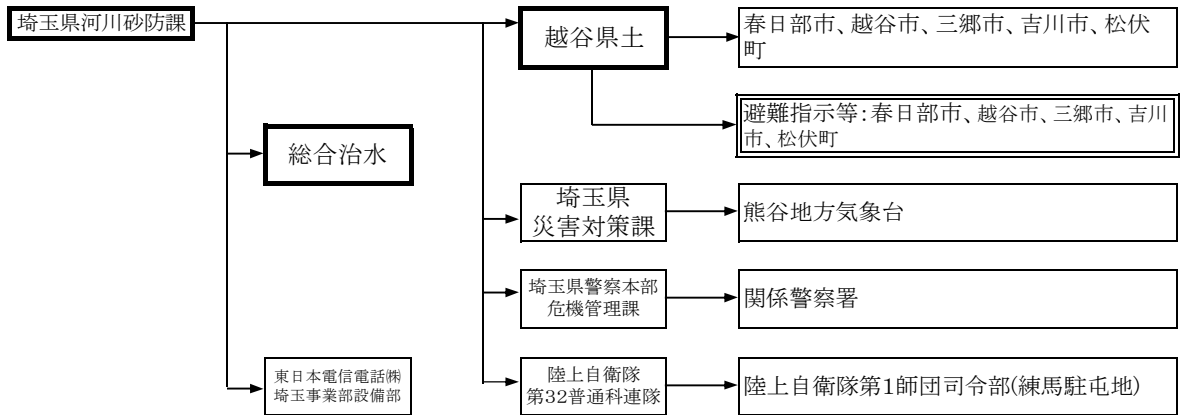 埼玉県河川砂防課
越谷県土
春日部市、越谷市、三郷市、吉川市、松伏
町
避難指示等:春日部市、越谷市、三郷市、吉川
市、松伏町
総合治水
埼玉県
災害対策課
熊谷地方気象台
埼玉県警察本部
危機管理課
関係警察署
東日本電信電話㈱
埼玉事業部設備部
陸上自衛隊
第32普通科連隊
陸上自衛隊第1師団司令部(練馬駐屯地)